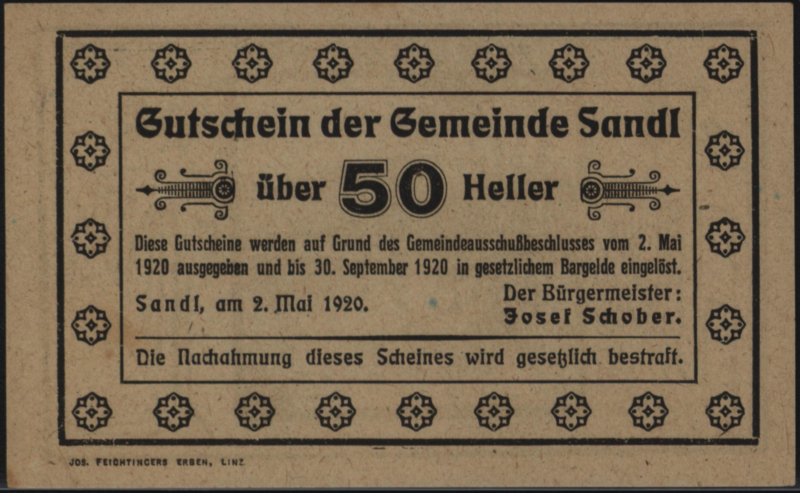 Gutschein der Gemeinde Sandl
über 50 Heller
Diese Gutscheine werden auf Grund des Gemeindeausschußbeschlusses vom 2. Mai
1920 ausgegeben und bis 30. September 1920 in gesetzlichem Bargelde eingelöst.
Sandl, am 2. Mai 1920.
Der Bürgermeister:
Josef Schober.
Die Nachahmung dieses Scheines wird gesetzlich bestraft.
JOS. FEICHTINGERS ERBEN, LINZ